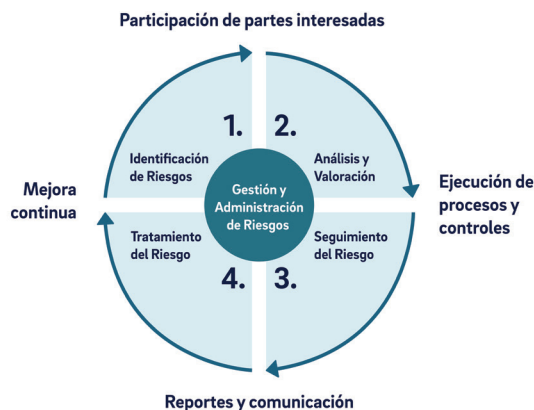 Participación de partes interesadas
1.
2.
Identificación
de Riesgos
Análisis y
Valoración
Gestión y
Administración
de Riesgos
Mejora
continua
Ejecución de
procesos y
controles
Tratamiento
del Riesgo
Seguimiento
del Riesgo
4.
3.
Reportes y comunicación